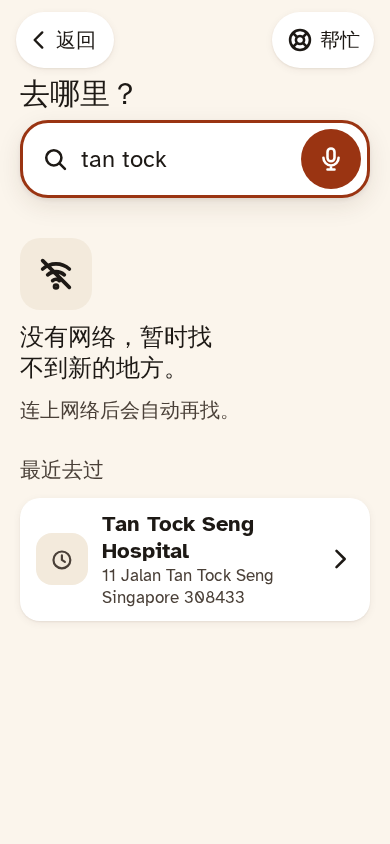 返回
帮忙
去哪里？
tan tock
没有网络，暂时找
不到新的地方。
连上网络后会自动再找。
最近去过
Tan Tock Seng
Hospital
11 Jalan Tan Tock Seng
Singapore 308433